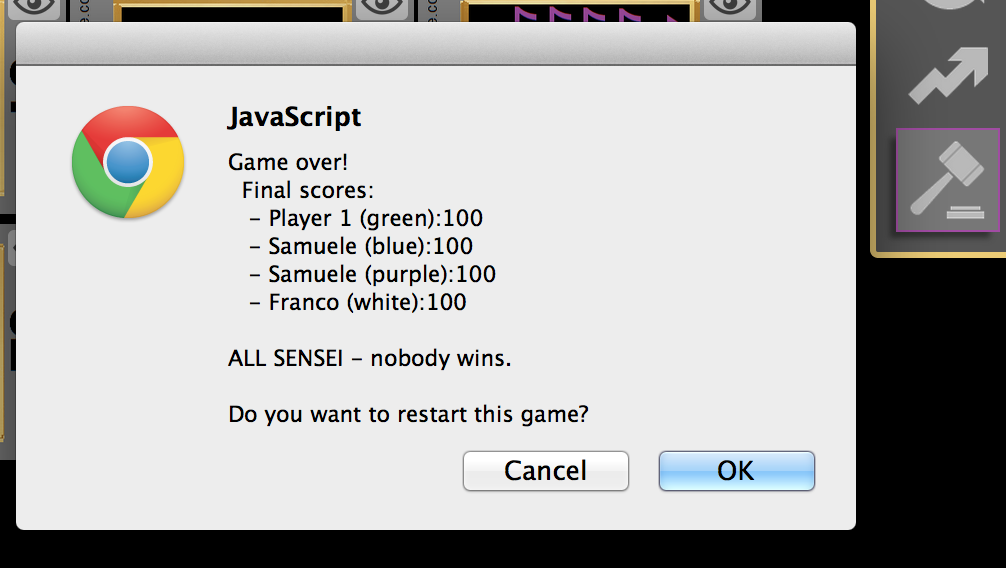 JavaScript
Game over!
Final scores:
– Player 1 (green):100
– Samuele (blue):100
– Samuele (purple):100
– Franco (white):100
ALL SENSEI – nobody wins.
Do you want to restart this game?
Cancel
OK